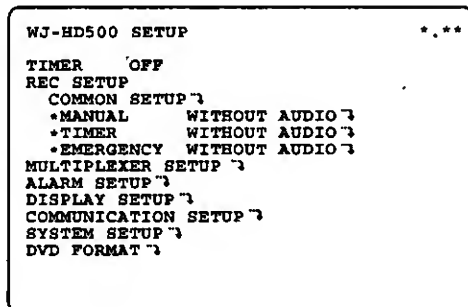 WJ-HD500 SETUP *.**
TIMER OFF
REC SETUP
COMMON SETUP
*MANUAL WITHOUT AUDIO
*TIMER WITHOUT AUDIO
*EMERGENCY WITHOUT AUDIO
MULTIPLEXER SETUP
ALARM SETUP
DISPLAY SETUP
COMMUNICATION SETUP
SYSTEM SETUP
DVD FORMAT